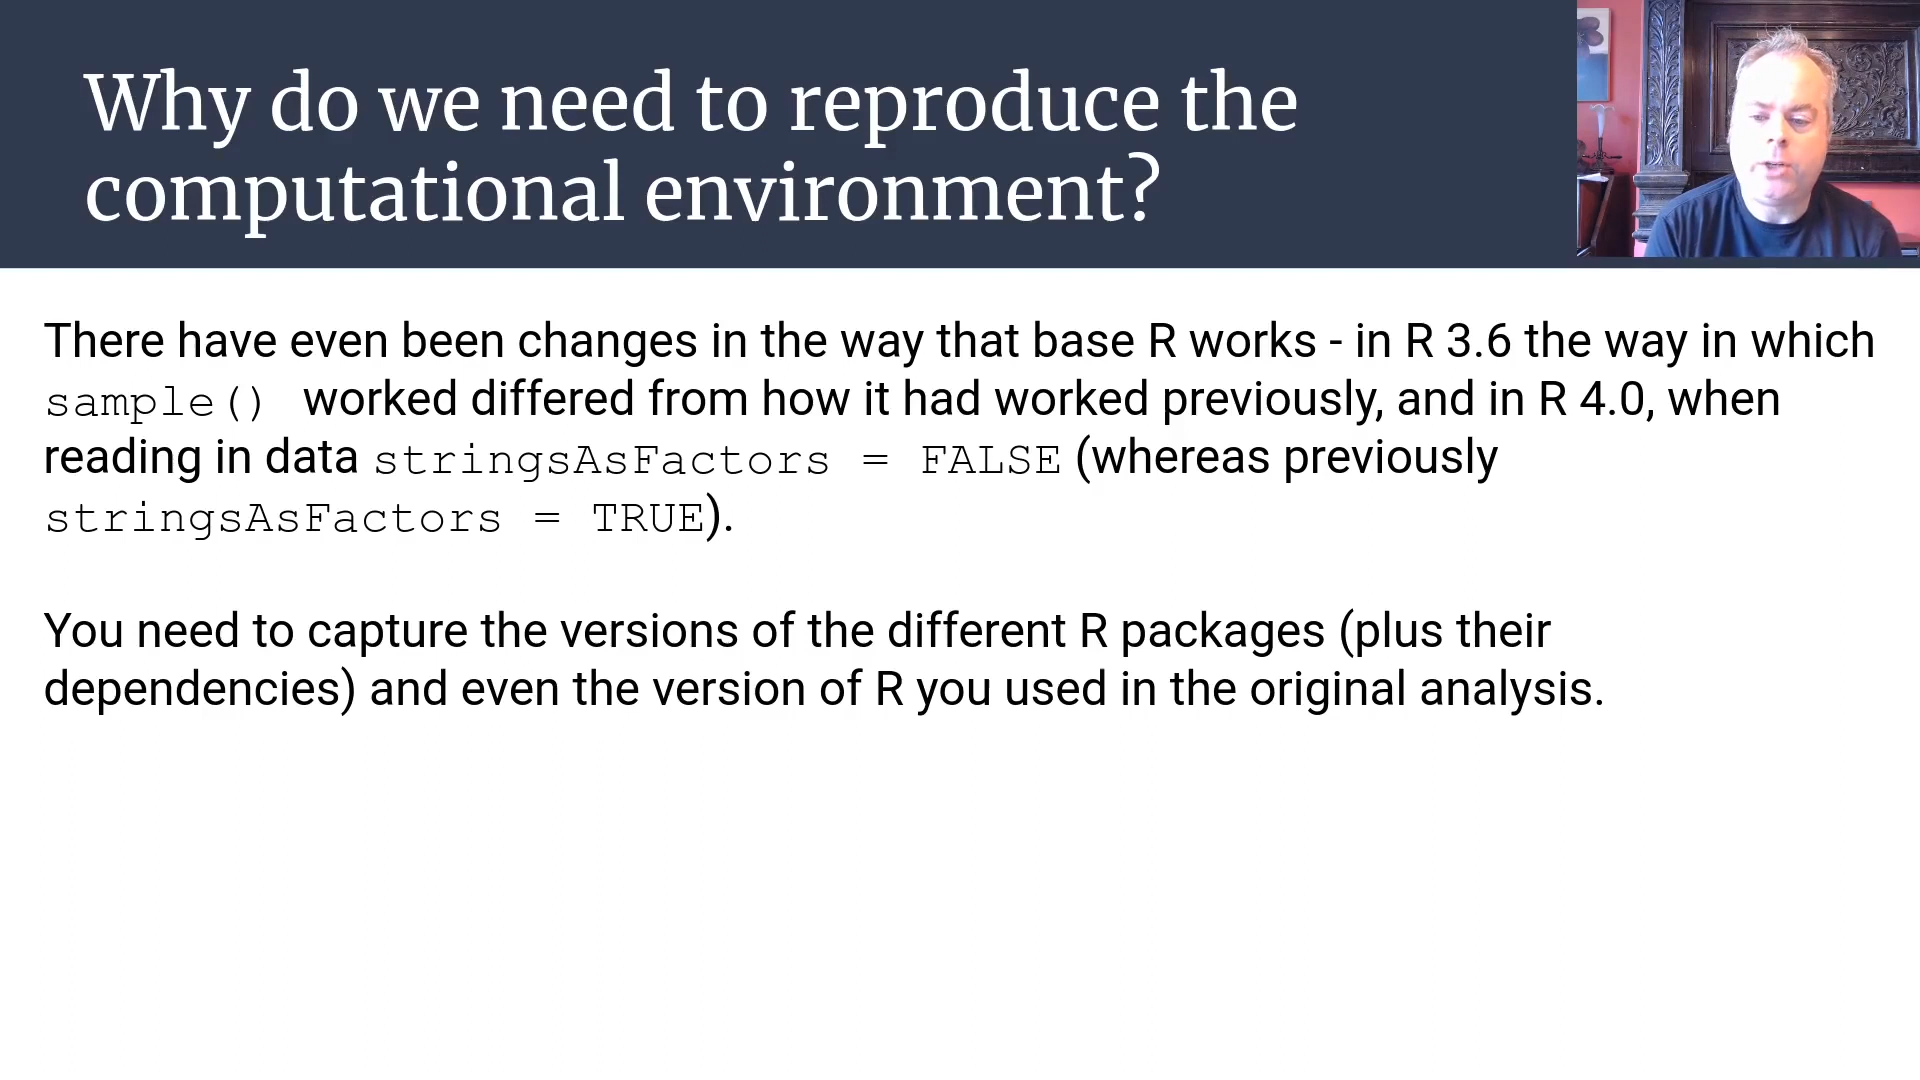 Why do we need to reproduce the
computational environment?
There have even been changes in the way that base R works - in R 3.6 the way in which
sample() worked differed from how it had worked previously, and in R 4.0, when
reading in data stringsAsFactors = FALSE (whereas previously
stringsAsFactors = TRUE).
You need to capture the versions of the different R packages (plus their
dependencies) and even the version of R you used in the original analysis.